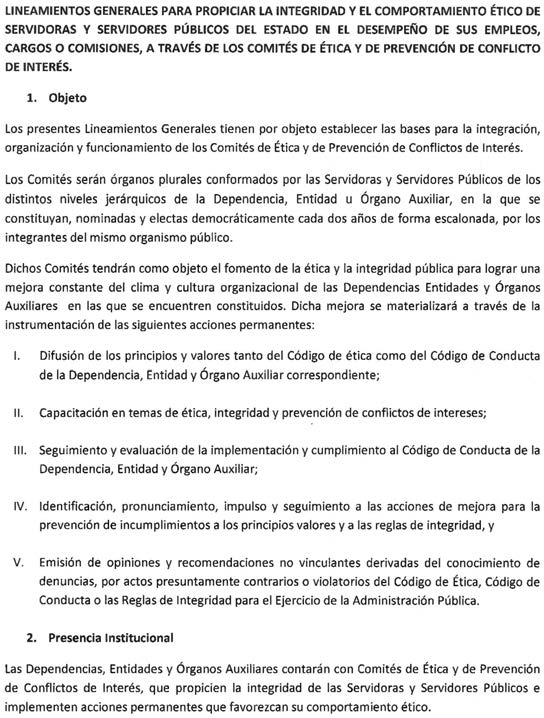 LINEAMIENTOS GENERALES PARA PROPICIAR LA INTEGRIDAD Y EL COMPORTAMIENTO ÉTICO DE
SERVIDORAS Y SERVIDORES PÚBLICOS DEL ESTADO EN EL DESEMPEÑO DE SUS EMPLEOS,
CARGOS O COMISIONES, A TRAVÉS DE LOS COMITÉS DE ÉTICA Y DE PREVENCIÓN DE CONFLICTO
DE INTERÉS.
1. Objeto
Los presentes Lineamientos Generales tienen por objeto establecer las bases para la integración,
organización y funcionamiento de los Comités de Ética y de Prevención de Conflictos de Interés.
Los Comités serán órganos plurales conformados por las Servidoras y Servidores Públicos de los
distintos niveles jerárquicos de la Dependencia, Entidad u Órgano Auxiliar, en la que se
constituyan, nominadas y electas democráticamente cada dos años de forma escalonada, por los
integrantes del mismo organismo público.
Dichos Comités tendrán como objeto el fomento de la ética y la integridad pública para lograr una
mejora constante del clima y cultura organizacional de las Dependencias Entidades y Órganos
Auxiliares en las que se encuentren constituidos. Dicha mejora se materializará a través de la
instrumentación de las siguientes acciones permanentes:
I. Difusión de los principios y valores tanto del Código de ética como del Código de Conducta
de la Dependencia, Entidad y Órgano Auxiliar correspondiente;
II. Capacitación en temas de ética, integridad y prevención de conflictos de intereses;
III. Seguimiento y evaluación de la implementación y cumplimiento al Código de Conducta de la
Dependencia, Entidad y Órgano Auxiliar;
IV. Identificación, pronunciamiento, impulso y seguimiento a las acciones de mejora para la
prevención de incumplimientos a los principios valores y a las reglas de integridad, y
V. Emisión de opiniones y recomendaciones no vinculantes derivadas del conocimiento de
denuncias, por actos presuntamente contrarios o violatorios del Código de Ética, Código de
Conducta o las Reglas de Integridad para el Ejercicio de la Administración Pública.
2. Presencia Institucional
Las Dependencias, Entidades y Órganos Auxiliares contarán con Comités de Ética y de Prevención
de Conflictos de Interés, que propicien la integridad de las Servidoras y Servidores Públicos e
implementen acciones permanentes que favorezcan su comportamiento ético.